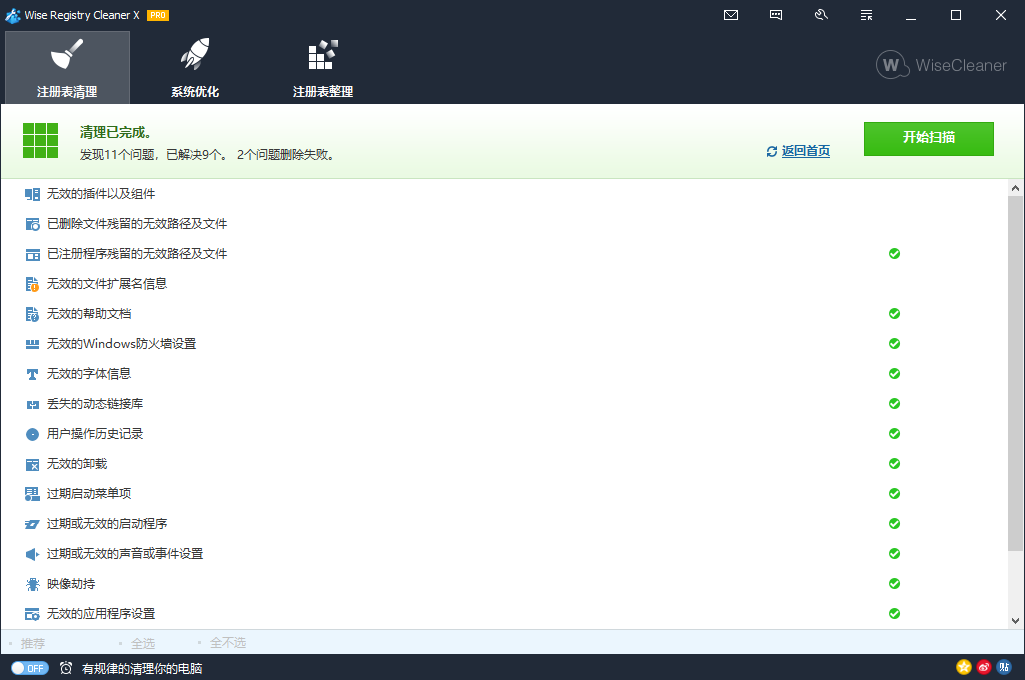 Wise Registry Cleaner X PRO
注册表清理
系统优化
注册表整理
W WiseCleaner
清理已完成。
发现11个问题，已解决9个。 2个问题删除失败。
返回首页
开始扫描
无效的插件以及组件
已删除文件残留的无效路径及文件
已注册程序残留的无效路径及文件
无效的文件扩展名信息
无效的帮助文档
无效的Windows防火墙设置
无效的字体信息
丢失的动态链接库
用户操作历史记录
无效的卸载
过期启动菜单项
过期或无效的启动程序
过期或无效的声音或事件设置
映像劫持
无效的应用程序设置
推荐 全选 全不选
OFF 有规律的清理你的电脑 贴